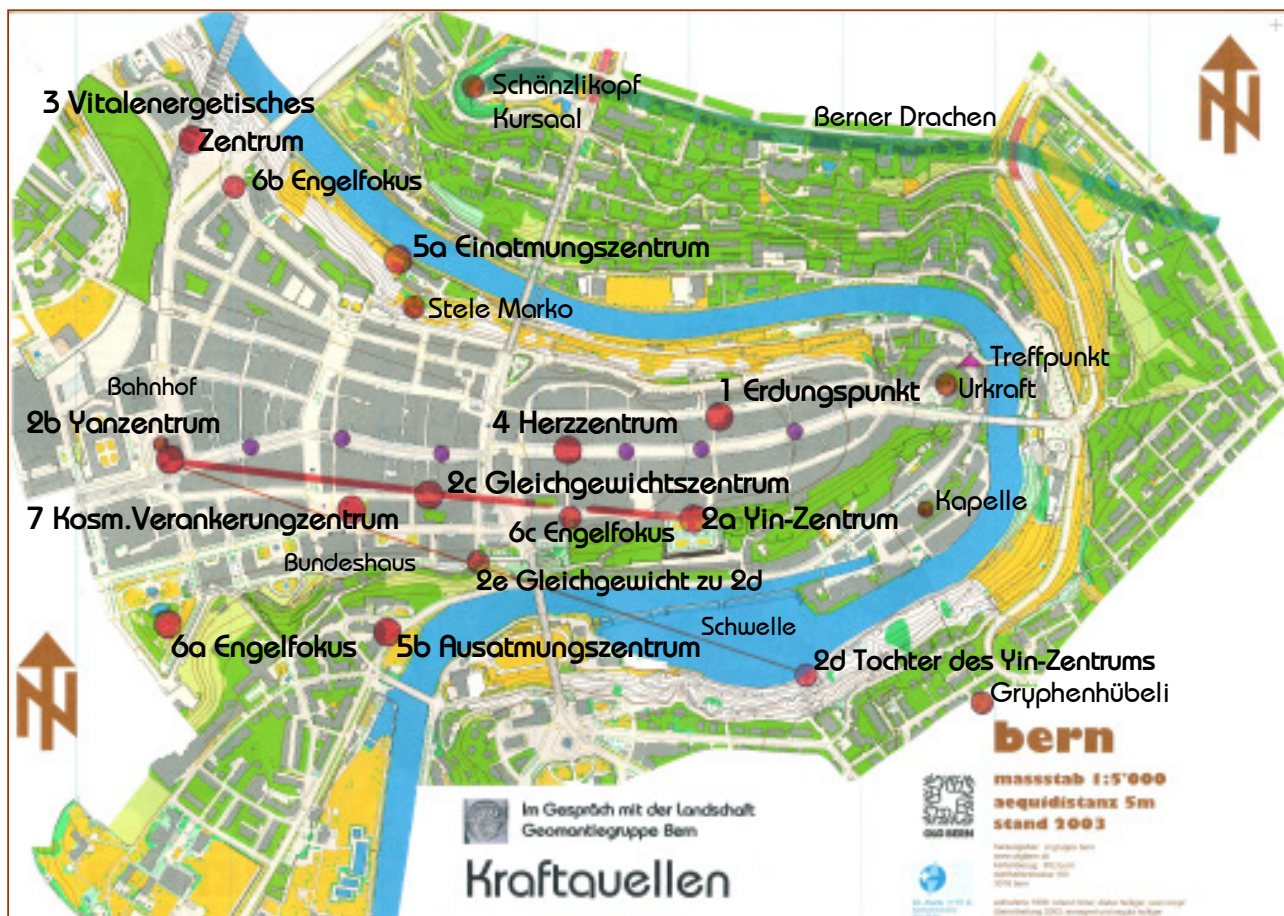 Schänzlikopf
Kursaal
3 Vitalenergetisches
Zentrum
Berner Drachen
6b Engelfokus
5a Einatmungszentrum
Stele Marko
Treffpunkt
Urkraft
Bahnhof
1 Erdungspunkt
2b Yanzentrum
4 Herzzentrum
2c Gleichgewichtszentrum
7 Kosm.Verankerungzentrum
6c Engelfokus
2a Yin-Zentrum
Kapelle
Bundeshaus
2e Gleichgewicht zu 2d
Schwelle
6a Engelfokus
5b Ausatmungszentrum
2d Tochter des Yin-Zentrums
Gryphenhübeli
bern
massstab 1:5'000
aequidistanz 5m
stand 2003
OLG BERN
Im Gespräch mit der Landschaft
Geomantiegruppe Bern
Kraftquellen